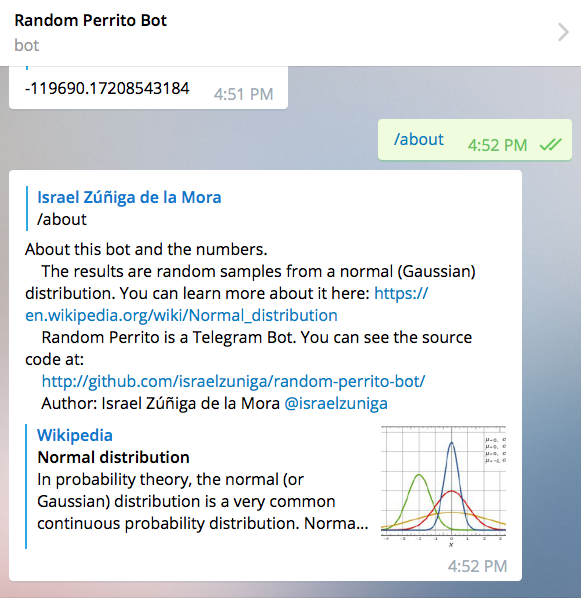 Random Perrito Bot
bot
-119690.17208543184 4:51 PM
/about 4:52 PM
Israel Zúñiga de la Mora
/about
About this bot and the numbers.
The results are random samples from a normal (Gaussian)
distribution. You can learn more about it here: https://
en.wikipedia.org/wiki/Normal_distribution
Random Perrito is a Telegram Bot. You can see the source
code at:
http://github.com/israelzuniga/random-perrito-bot/
Author: Israel Zúñiga de la Mora @israelzuniga
Wikipedia
Normal distribution
In probability theory, the normal (or
Gaussian) distribution is a very common
continuous probability distribution. Norma...
4:52 PM